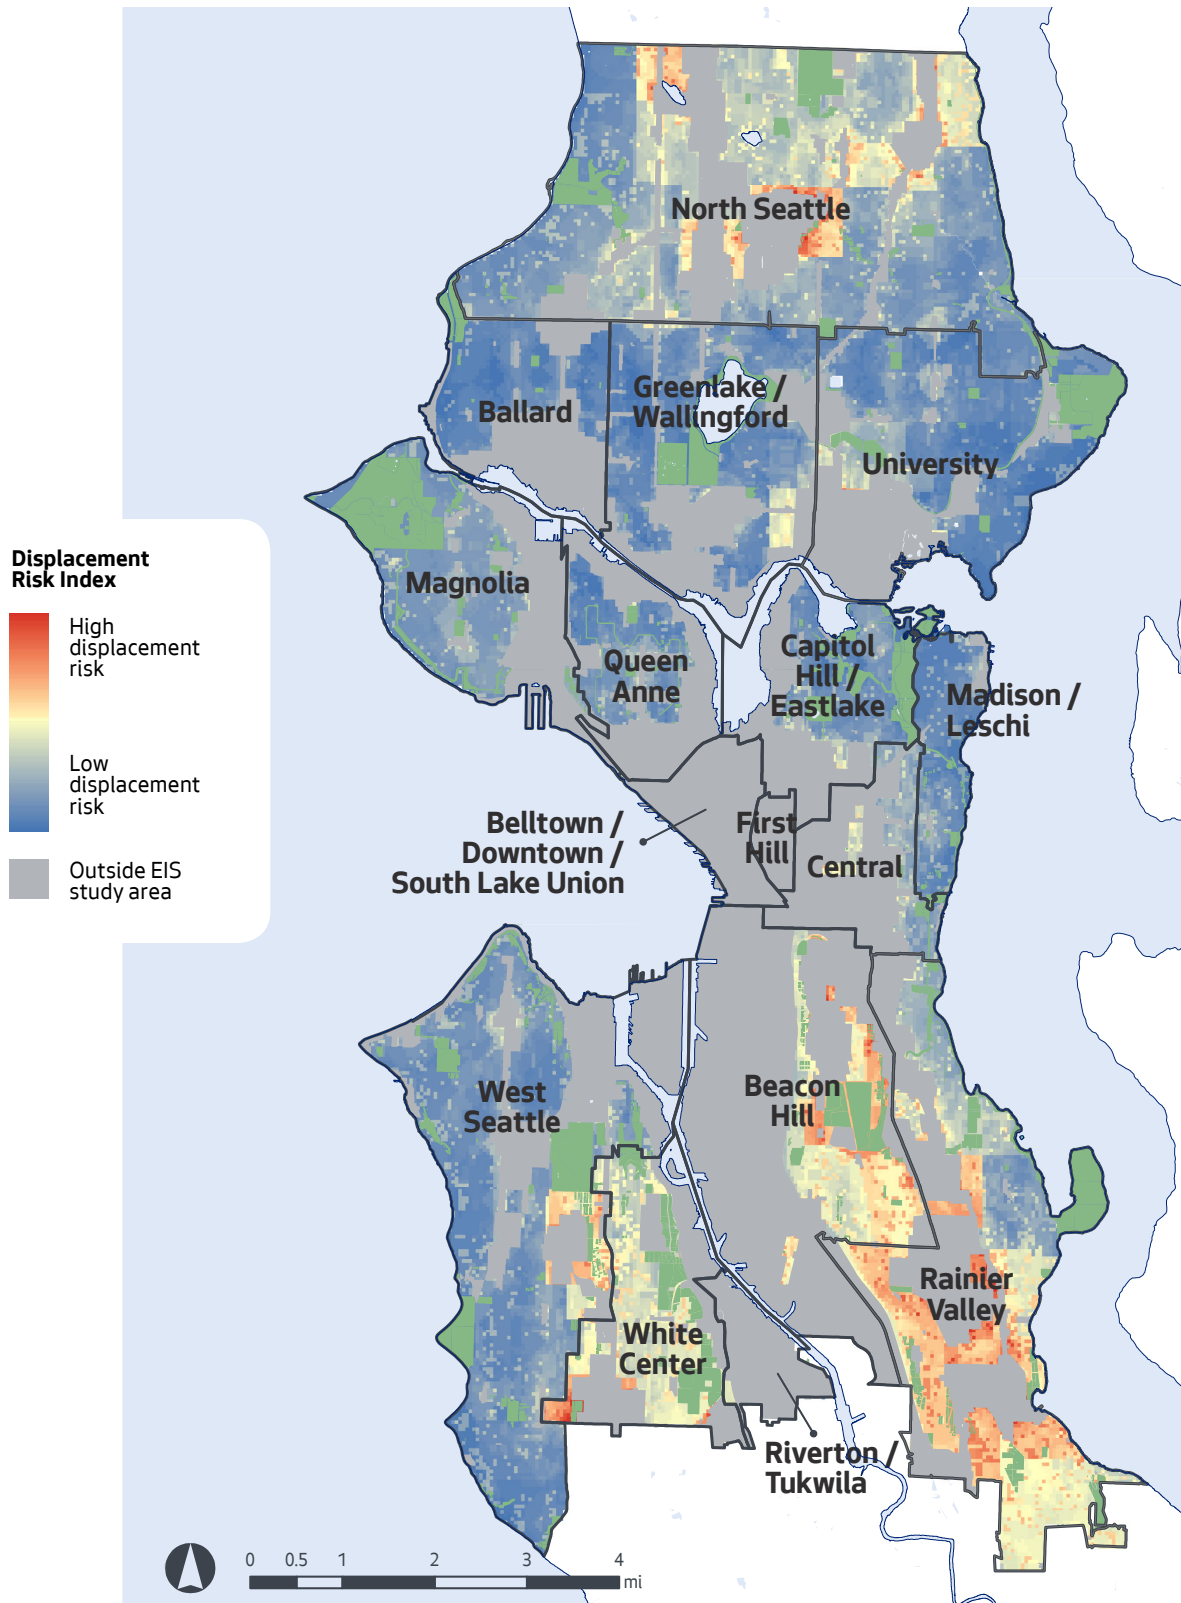 North Seattle
Greenlake /
Wallingford
Ballard
University
Displacement
Risk Index
High
displacement
risk
Low
displacement
risk
Outside EIS
study area
Magnolia
Queen
Anne
Capitol
Hill /
Eastlake
Madison /
Leschi
Belltown /
Downtown /
South Lake Union
First
Hill
Central
West
Seattle
Beacon
Hill
Rainier
Valley
White
Center
Riverton /
Tukwila
0 0.5 1 2 3 4
mi